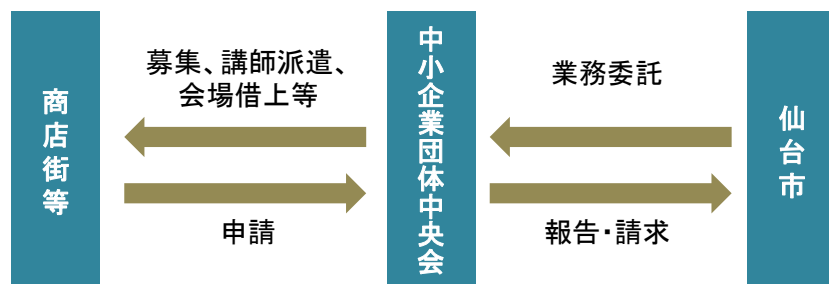 商店街等
募集、講師派遣、
会場借上等
申請
中小企業団体中央会
業務委託
報告・請求
仙台市